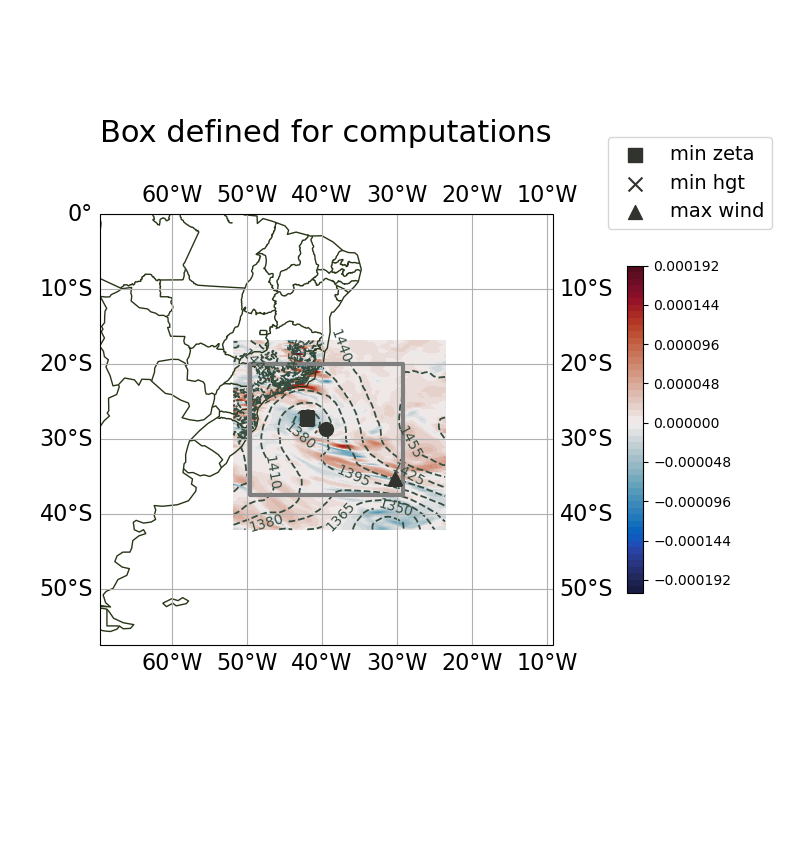 Box defined for computations
min zeta
min hgt
max wind
60°W 50°W 40°W 30°W 20°W 10°W
0°
10°S 10°S
20°S 20°S
30°S 30°S
40°S 40°S
50°S 50°S
60°W 50°W 40°W 30°W 20°W 10°W
1440
1380
1455
1410
1395
1425
1350
1365
1380
0.000192
0.000144
0.000096
0.000048
0.000000
−0.000048
−0.000096
−0.000144
−0.000192